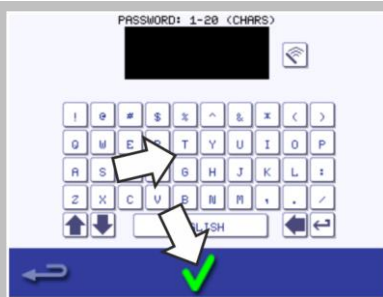 PASSWORD: 1-20 (CHARS)
! @ # $ % ^ & * ( )
Q W E T Y U I O P
A S G H J K L :
Z X C V B N M , . /